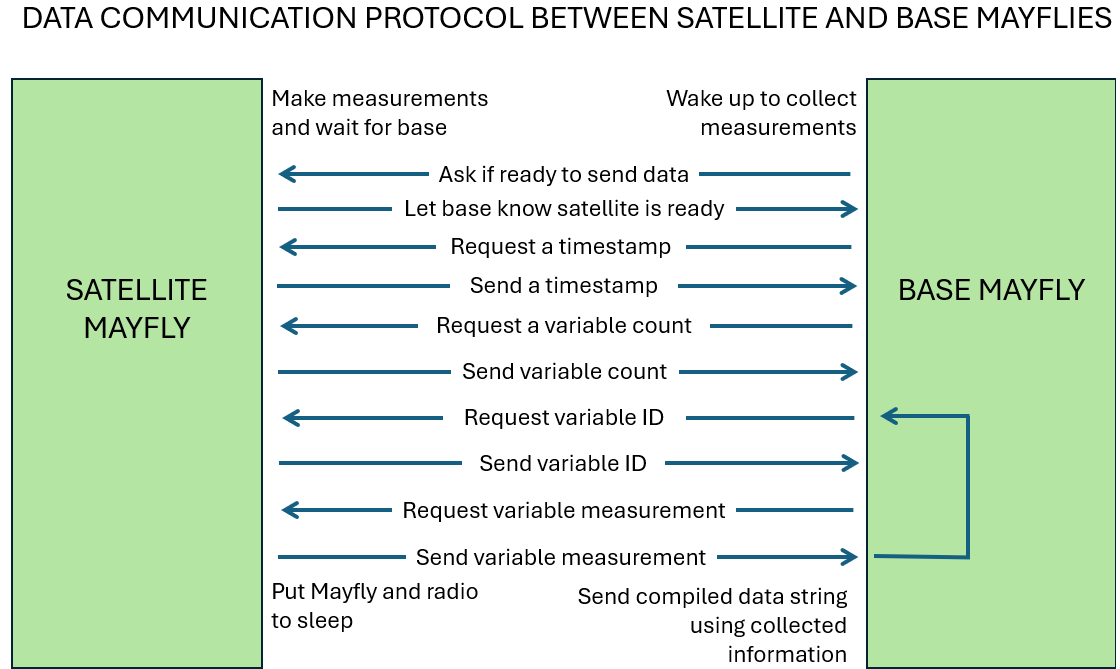 DATA COMMUNICATION PROTOCOL BETWEEN SATELLITE AND BASE MAYFLIES
Make measurements
and wait for base
Wake up to collect
measurements
Ask if ready to send data
Let base know satellite is ready
Request a timestamp
SATELLITE
MAYFLY
BASE MAYFLY
Send a timestamp
Request a variable count
Send variable count
Request variable ID
Send variable ID
Request variable measurement
Send variable measurement
Put Mayfly and radio
to sleep
Send compiled data string
using collected
information